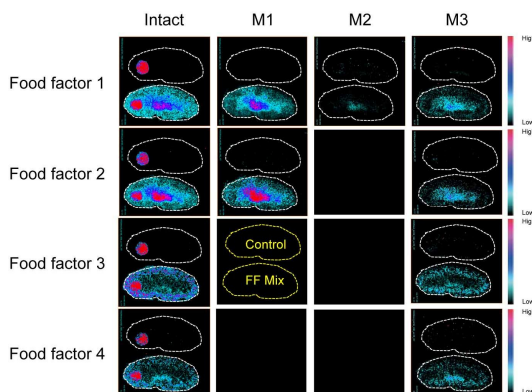 Intact M1 M2 M3
High
Food factor 1
Low
High
Food factor 2
Low
High
Food factor 3
Control
FF Mix
Low
High
Food factor 4
Low